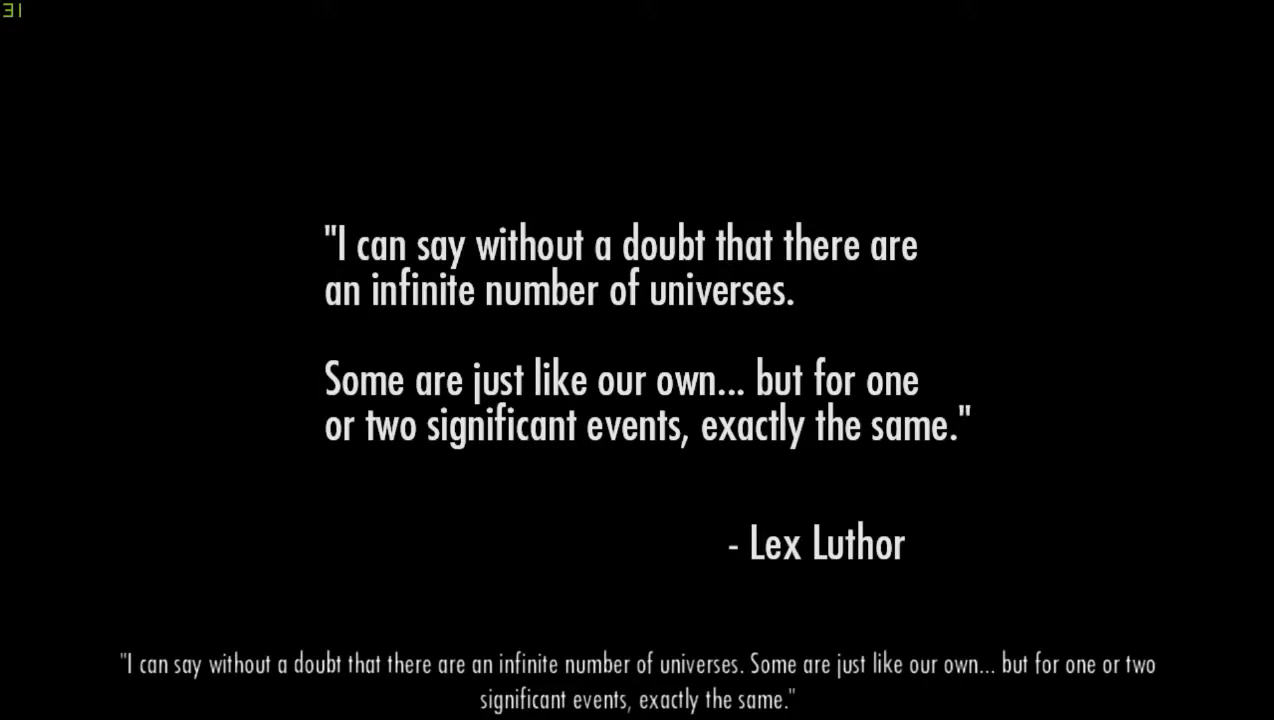 31
"I can say without a doubt that there are
an infinite number of universes.
Some are just like our own... but for one
or two significant events, exactly the same."
- Lex Luthor
"I can say without a doubt that there are an infinite number of universes. Some are just like our own... but for one or two
significant events, exactly the same."